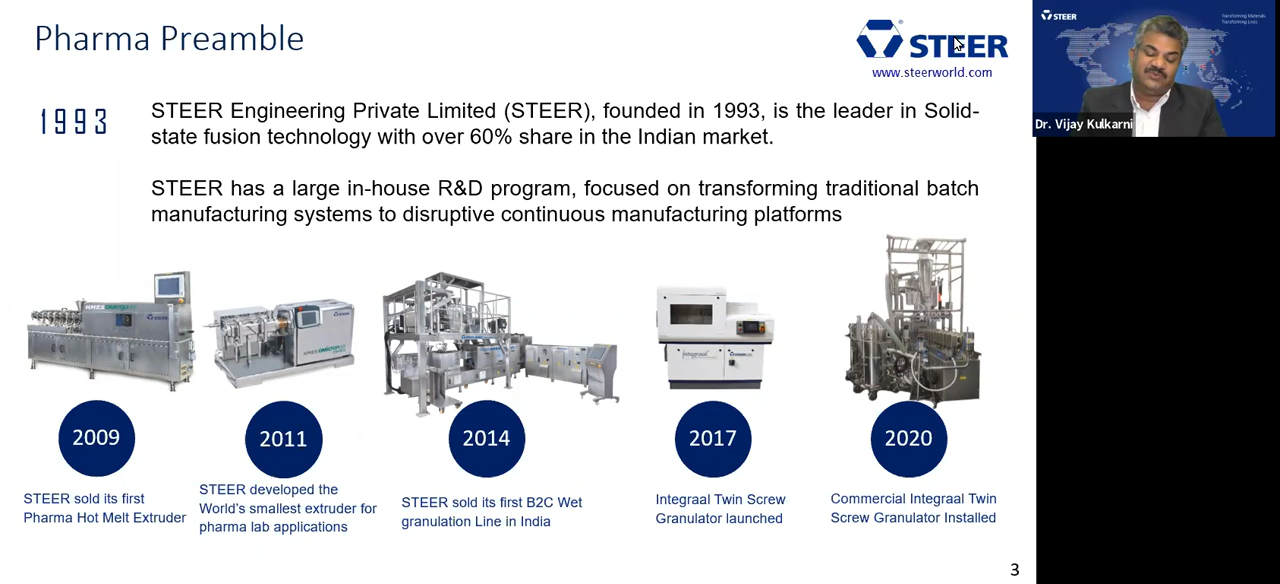 Pharma Preamble
STEER
www.steerworld.com
STEER
Transforming Materials.
Transforming Lives.
Dr. Vijay Kulkarni
1993
STEER Engineering Private Limited (STEER), founded in 1993, is the leader in Solid-
state fusion technology with over 60% share in the Indian market.
STEER has a large in-house R&D program, focused on transforming traditional batch
manufacturing systems to disruptive continuous manufacturing platforms
STEER
integraal
2009
2011
2014
2017
2020
STEER sold its first
Pharma Hot Melt Extruder
STEER developed the
World's smallest extruder for
pharma lab applications
STEER sold its first B2C Wet
granulation Line in India
Integraal Twin Screw
Granulator launched
Commercial Integraal Twin
Screw Granulator Installed
3